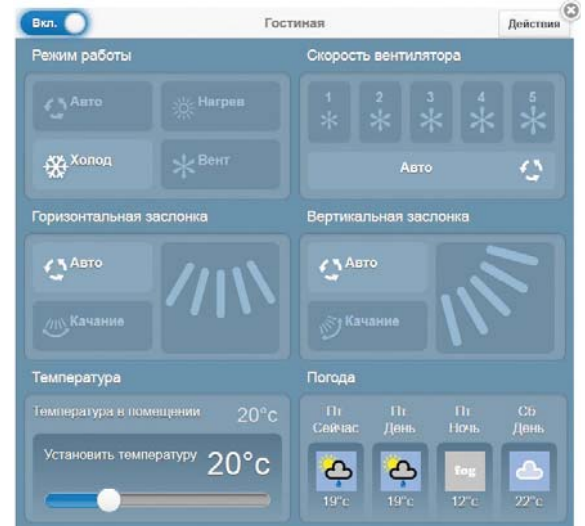 Вкл.
Гостиная
Действия
Режим работы
Авто
Нагрев
Холод
Вент
Скорость вентилятора
1 2 3 4 5
Авто
Горизонтальная заслонка
Авто
Качание
Вертикальная заслонка
Авто
Качание
Температура
Температура в помещении 20°c
Установить температуру 20°c
Погода
Пт Пт Пт Сб
Сейчас День Ночь День
fog
19°c 19°c 12°c 22°c